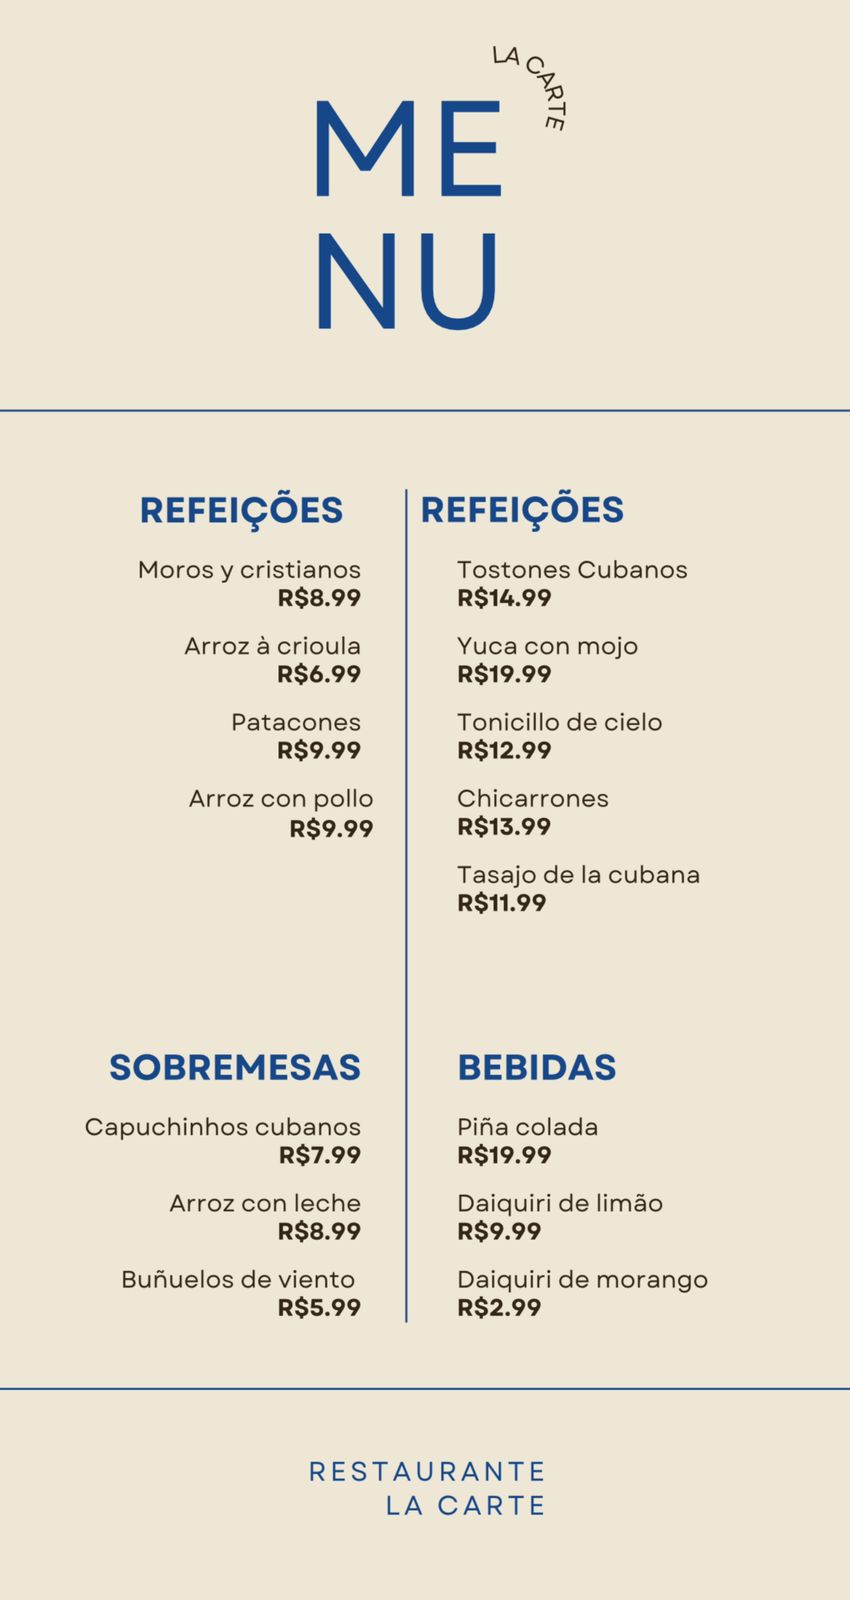 LA CARTE
ME
NU
REFEIÇÕES
Moros y cristianos
R$8.99
Arroz à crioula
R$6.99
Patacones
R$9.99
Arroz con pollo
R$9.99
REFEIÇÕES
Tostones Cubanos
R$14.99
Yuca con mojo
R$19.99
Tonicillo de cielo
R$12.99
Chicarrones
R$13.99
Tasajo de la cubana
R$11.99
SOBREMESAS
Capuchinhos cubanos
R$7.99
Arroz con leche
R$8.99
Buñuelos de viento
R$5.99
BEBIDAS
Piña colada
R$19.99
Daiquiri de limão
R$9.99
Daiquiri de morango
R$2.99
RESTAURANTE
LA CARTE